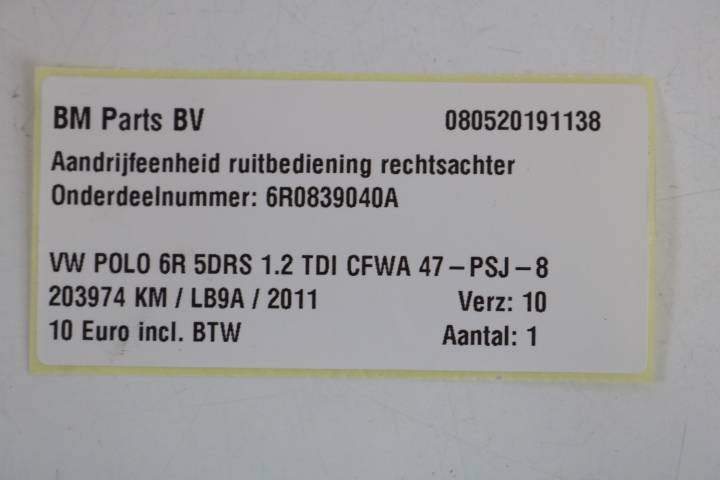 BM Parts BV 080520191138
Aandrijfeenheid ruitbediening rechtsachter
Onderdeelnummer: 6R0839040A
VW POLO 6R 5DRS 1.2 TDI CFWA 47-PSJ-8
203974 KM / LB9A / 2011 Verz: 10
10 Euro incl. BTW Aantal: 1